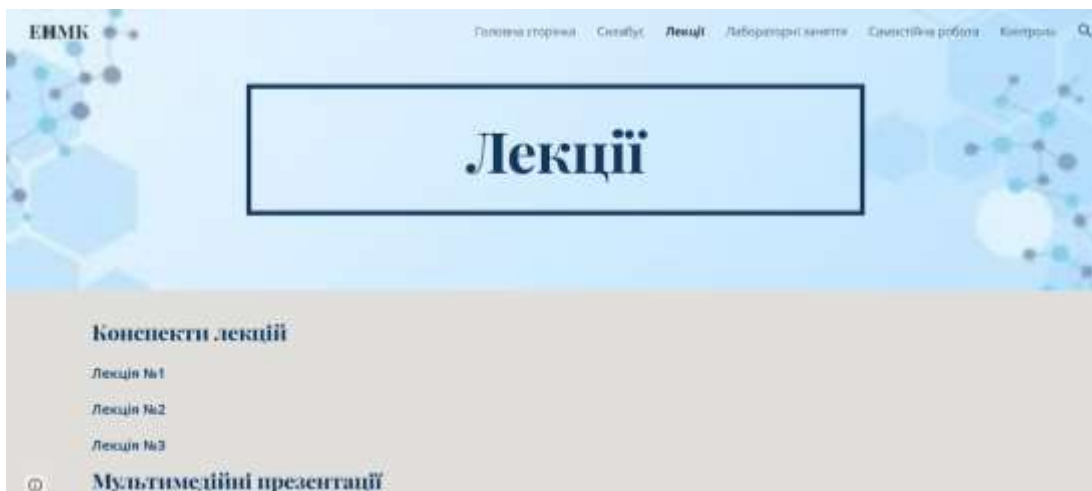 ЕНМК
Головна сторінка Силабус Лекції Лабораторні заняття Самостійна робота Контроль
Лекції
Конспекти лекцій
Лекція №1
Лекція №2
Лекція №3
Мультимедійні презентації